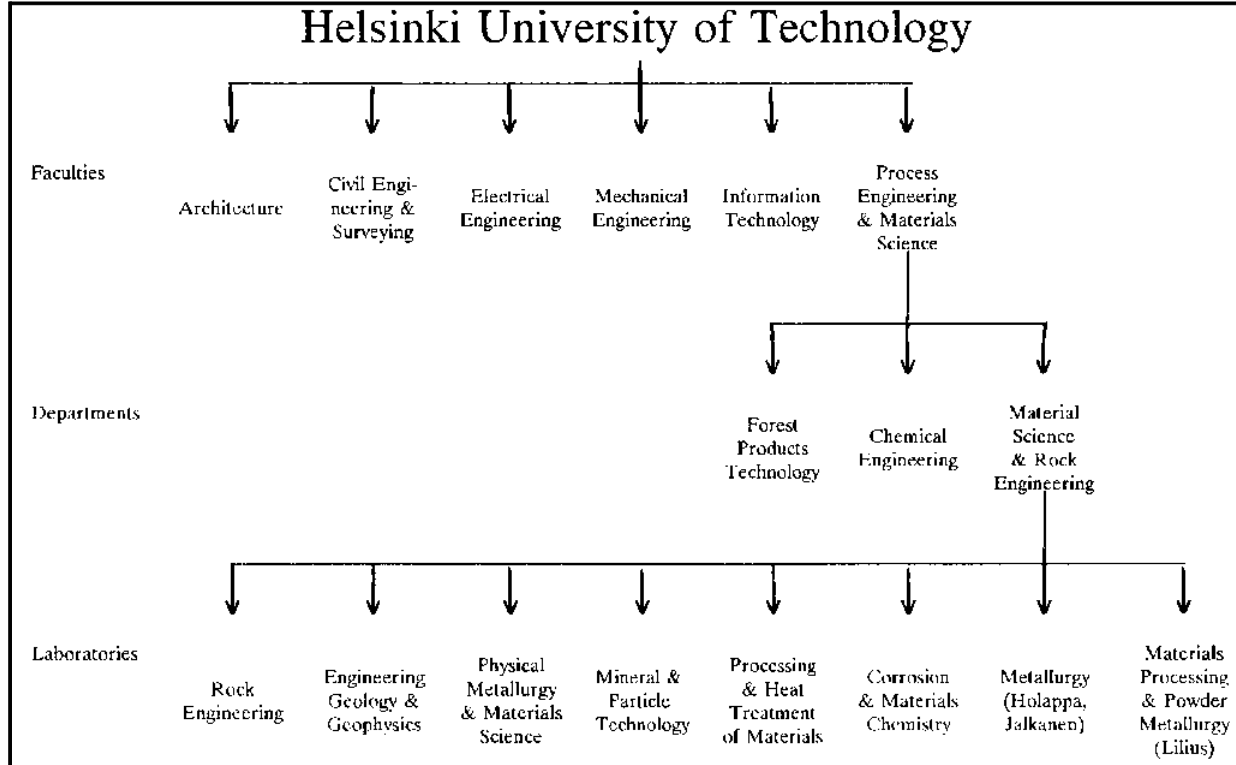 Helsinki University of Technology
Faculties
Architecture
Civil Engi-
neering &
Surveying
Electrical
Engineering
Mechanical
Engineering
Information
Technology
Process
Engineering
& Materials
Science
Departments
Forest
Products
Technology
Chemical
Engineering
Material
Science
& Rock
Engineering
Laboratories
Rock
Engineering
Engineering
Geology &
Geophysics
Physical
Metallurgy
& Materials
Science
Mineral &
Particle
Technology
Processing
& Heat
Treatment
of Materials
Corrosion
& Materials
Chemistry
Metallurgy
(Holappa,
Jalkanen)
Materials
Processing
& Powder
Metallurgy
(Lilius)